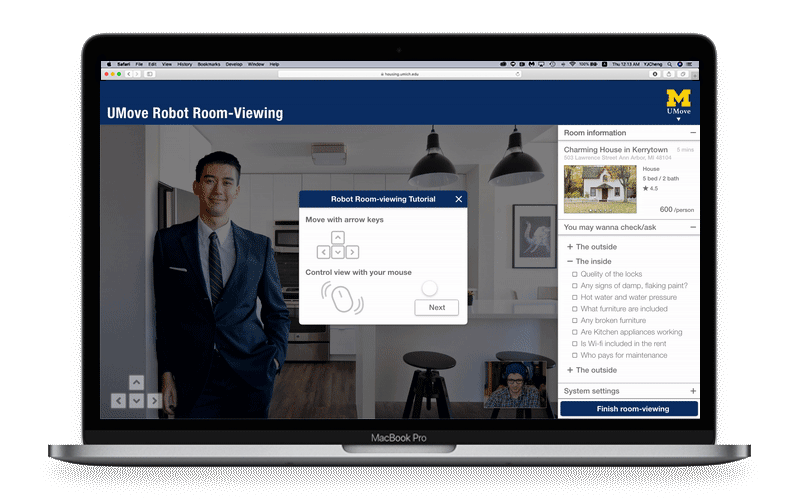 Safari File Edit View History Bookmarks Develop Window Help
100% Thu 12:13 AM YJCheng
housing.umich.edu
UMove Robot Room-Viewing
M
UMove
Robot Room-viewing Tutorial
Move with arrow keys
Control view with your mouse
Next
Room information
Charming House in Kerrytown 5 mins
503 Lawrence Street Ann Arbor, MI 48104
House
5 bed / 2 bath
4.5
600 /person
You may wanna check/ask
The outside
The inside
Quelity of the locks
Any signs of damp, flaking paint?
Hot water and water pressure
What furniture are included
Any broken furniture
Are Kitchen appliances working
Is Wi-fi included in the rent
Who pays for maintenance
The outside
System settings
Finish room-viewing
MacBook Pro